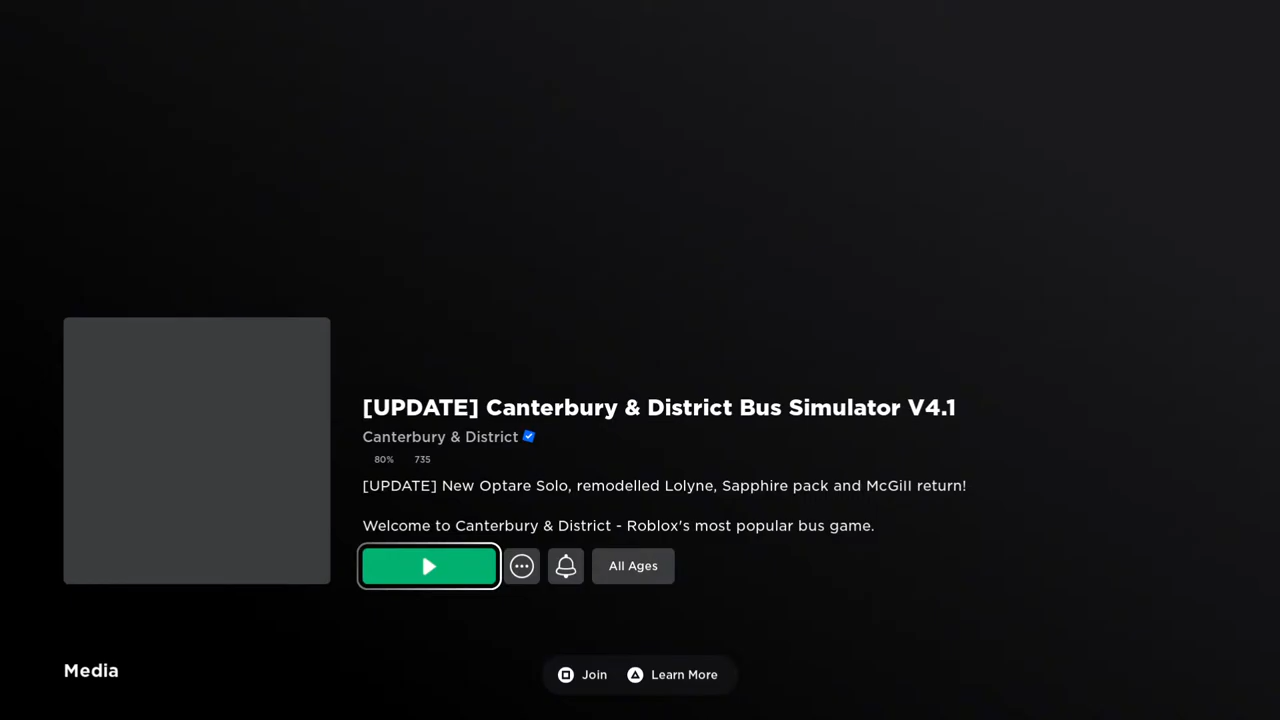 [UPDATE] Canterbury & District Bus Simulator V4.1
Canterbury & District
80% 735
[UPDATE] New Optare Solo, remodelled Lolyne, Sapphire pack and McGill return!
Welcome to Canterbury & District - Roblox's most popular bus game.
All Ages
Media
Join Learn More